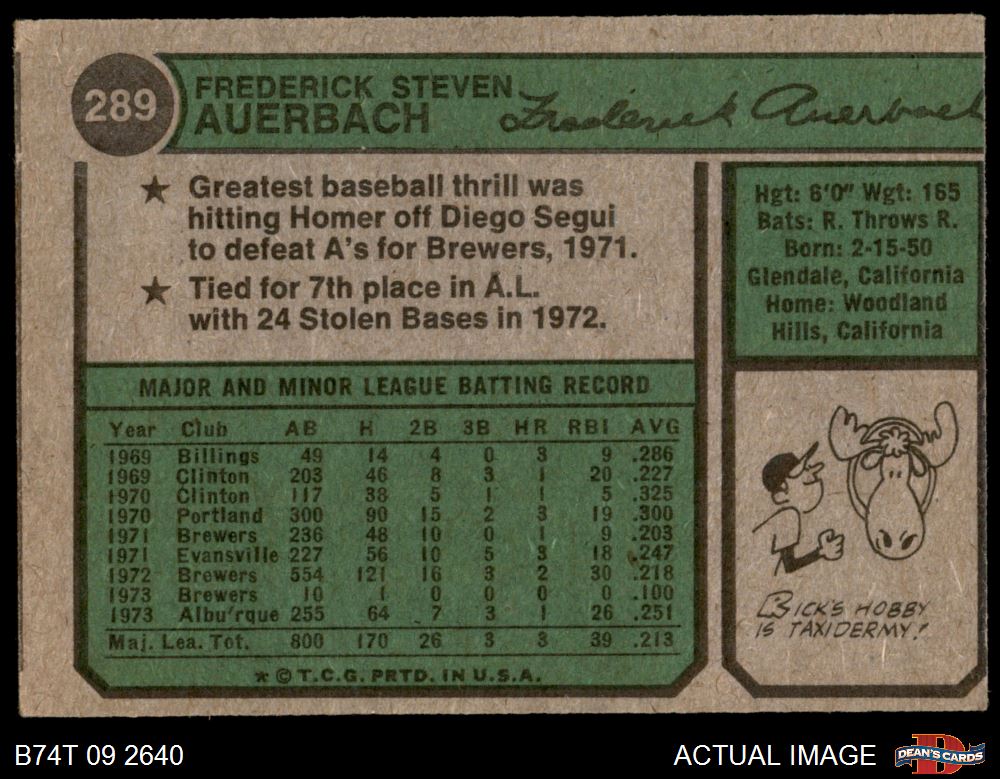 289
FREDERICK STEVEN
AUERBACH
Frederick Auerbach
★ Greatest baseball thrill was
hitting Homer off Diego Segui
to defeat A's for Brewers, 1971.
★ Tied for 7th place in A.L.
with 24 Stolen Bases in 1972.
Hgt: 6'0" Wgt: 165
Bats: R. Throws R.
Born: 2-15-50
Glendale, California
Home: Woodland
Hills, California
MAJOR AND MINOR LEAGUE BATTING RECORD
Year Club AB H 2B 3B HR RBI AVG
1969 Billings 49 14 4 0 3 9 .286
1969 Clinton 203 46 8 3 1 20 .227
1970 Clinton 117 38 5 1 1 5 .325
1970 Portland 300 90 15 2 3 19 .300
1971 Brewers 236 48 10 0 1 9 .203
1971 Evansville 227 56 10 5 3 18 .247
1972 Brewers 554 121 16 3 2 30 .218
1973 Brewers 10 1 0 0 0 0 .100
1973 Albu'rque 255 64 7 3 1 26 .251
Maj. Lea. Tot. 800 170 26 3 3 39 .213
★ © T.C.G. PRTD. IN U.S.A.
BICK'S HOBBY
IS TAXIDERMY!
B74T 09 2640
ACTUAL IMAGE
DEAN'S CARDS